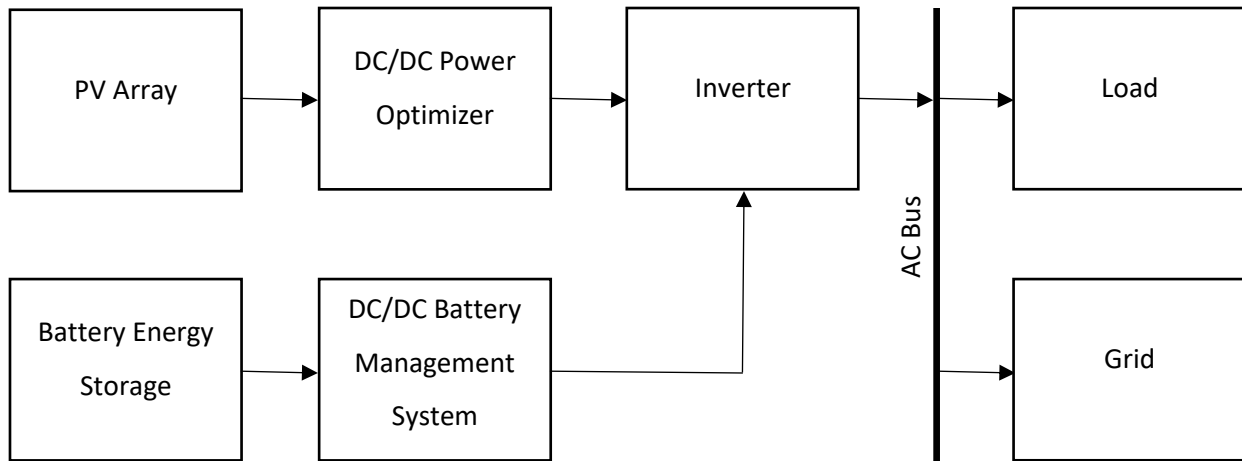 PV Array
DC/DC Power
Optimizer
Inverter
AC Bus
Load
Battery Energy
Storage
DC/DC Battery
Management
System
Grid